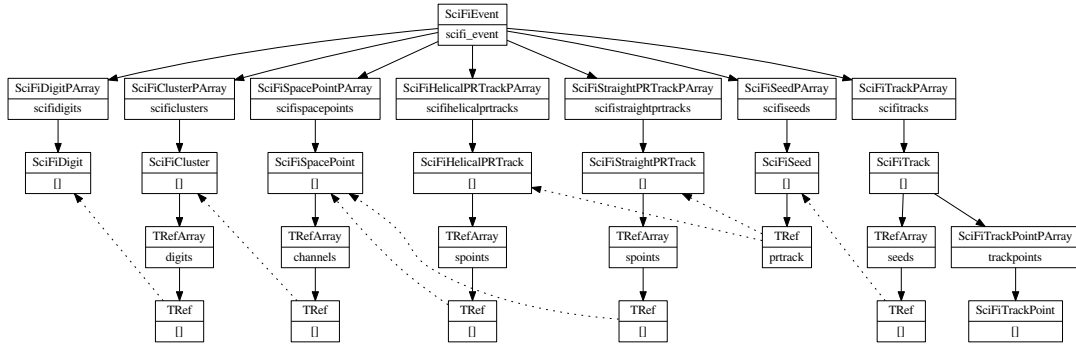 SciFiEvent
scifi_event
SciFiDigitPArray SciFiClusterPArray SciFiSpacePointPArray SciFiHelicalPRTrackPArray SciFiStraightPRTrackPArray SciFiSeedPArray SciFiTrackPArray
scifidigits scificlusters scifispacepoints scifihelicalprtracks scifistraightprtracks scifiseeds scifitracks
SciFiDigit SciFiCluster SciFiSpacePoint SciFiHelicalPRTrack SciFiStraightPRTrack SciFiSeed SciFiTrack
[] [] [] [] [] [] []
TRefArray TRefArray TRefArray TRefArray TRef TRefArray SciFiTrackPointPArray
digits channels spoints spoints prtrack seeds trackpoints
TRef TRef TRef TRef TRef SciFiTrackPoint
[] [] [] [] [] []